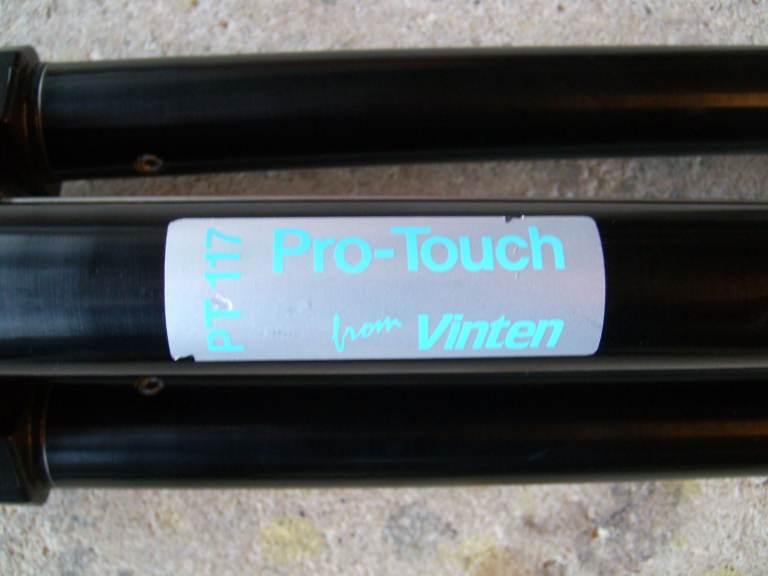 PT 117
Pro-Touch
from Vinten